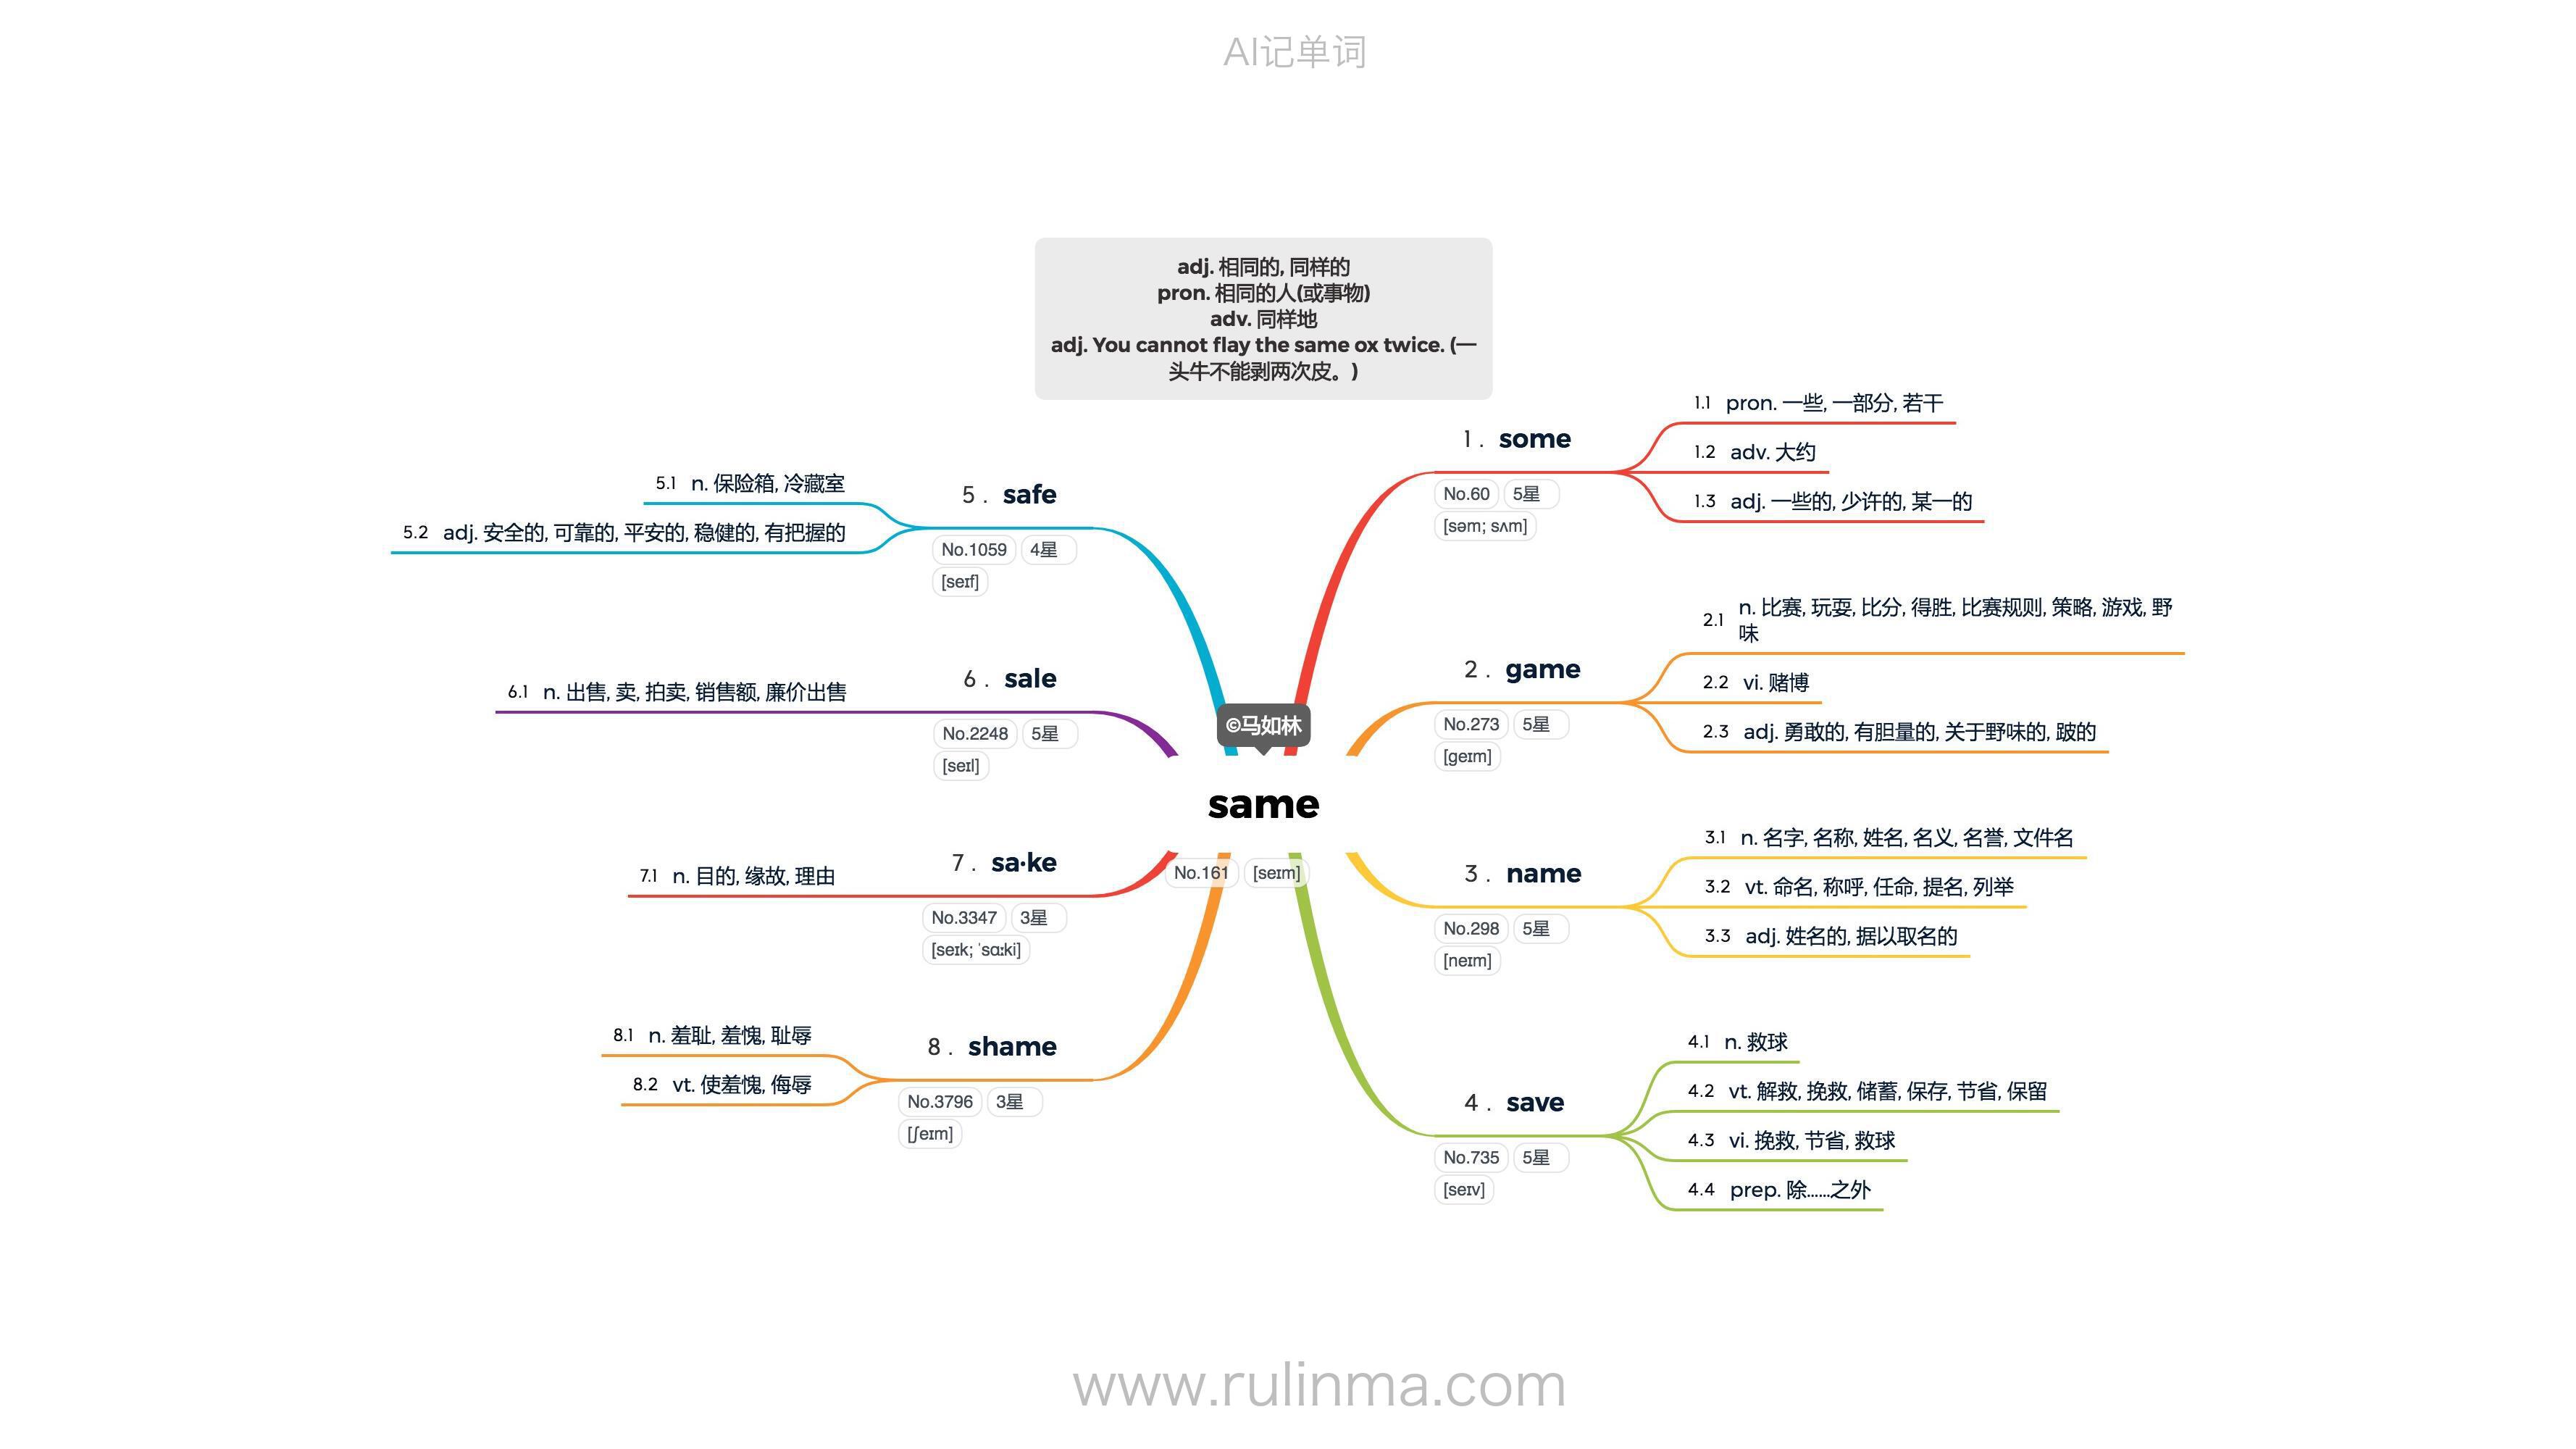 AI记单词
adj. 相同的, 同样的
pron. 相同的人(或事物)
adv. 同样地
adj. You cannot flay the same ox twice. (一
头牛不能剥两次皮。)
©马如林
same
No.161 [seɪm]
1. some
No.60 5星
[səm; sʌm]
1.1 pron. 一些, 一部分, 若干
1.2 adv. 大约
1.3 adj. 一些的, 少许的, 某一的
2. game
No.273 5星
[geɪm]
2.1 n. 比赛, 玩耍, 比分, 得胜, 比赛规则, 策略, 游戏, 野
味
2.2 vi. 赌博
2.3 adj. 勇敢的, 有胆量的, 关于野味的, 跛的
3. name
No.298 5星
[neɪm]
3.1 n. 名字, 名称, 姓名, 名义, 名誉, 文件名
3.2 vt. 命名, 称呼, 任命, 提名, 列举
3.3 adj. 姓名的, 据以取名的
4. save
No.735 5星
[seɪv]
4.1 n. 救球
4.2 vt. 解救, 挽救, 储蓄, 保存, 节省, 保留
4.3 vi. 挽救, 节省, 救球
4.4 prep. 除......之外
5. safe
No.1059 4星
[seɪf]
5.1 n. 保险箱, 冷藏室
5.2 adj. 安全的, 可靠的, 平安的, 稳健的, 有把握的
6. sale
No.2248 5星
[seɪl]
6.1 n. 出售, 卖, 拍卖, 销售额, 廉价出售
7. sa·ke
No.3347 3星
[seɪk; ˈsɑːki]
7.1 n. 目的, 缘故, 理由
8. shame
No.3796 3星
[ʃeɪm]
8.1 n. 羞耻, 羞愧, 耻辱
8.2 vt. 使羞愧, 侮辱
www.rulinma.com